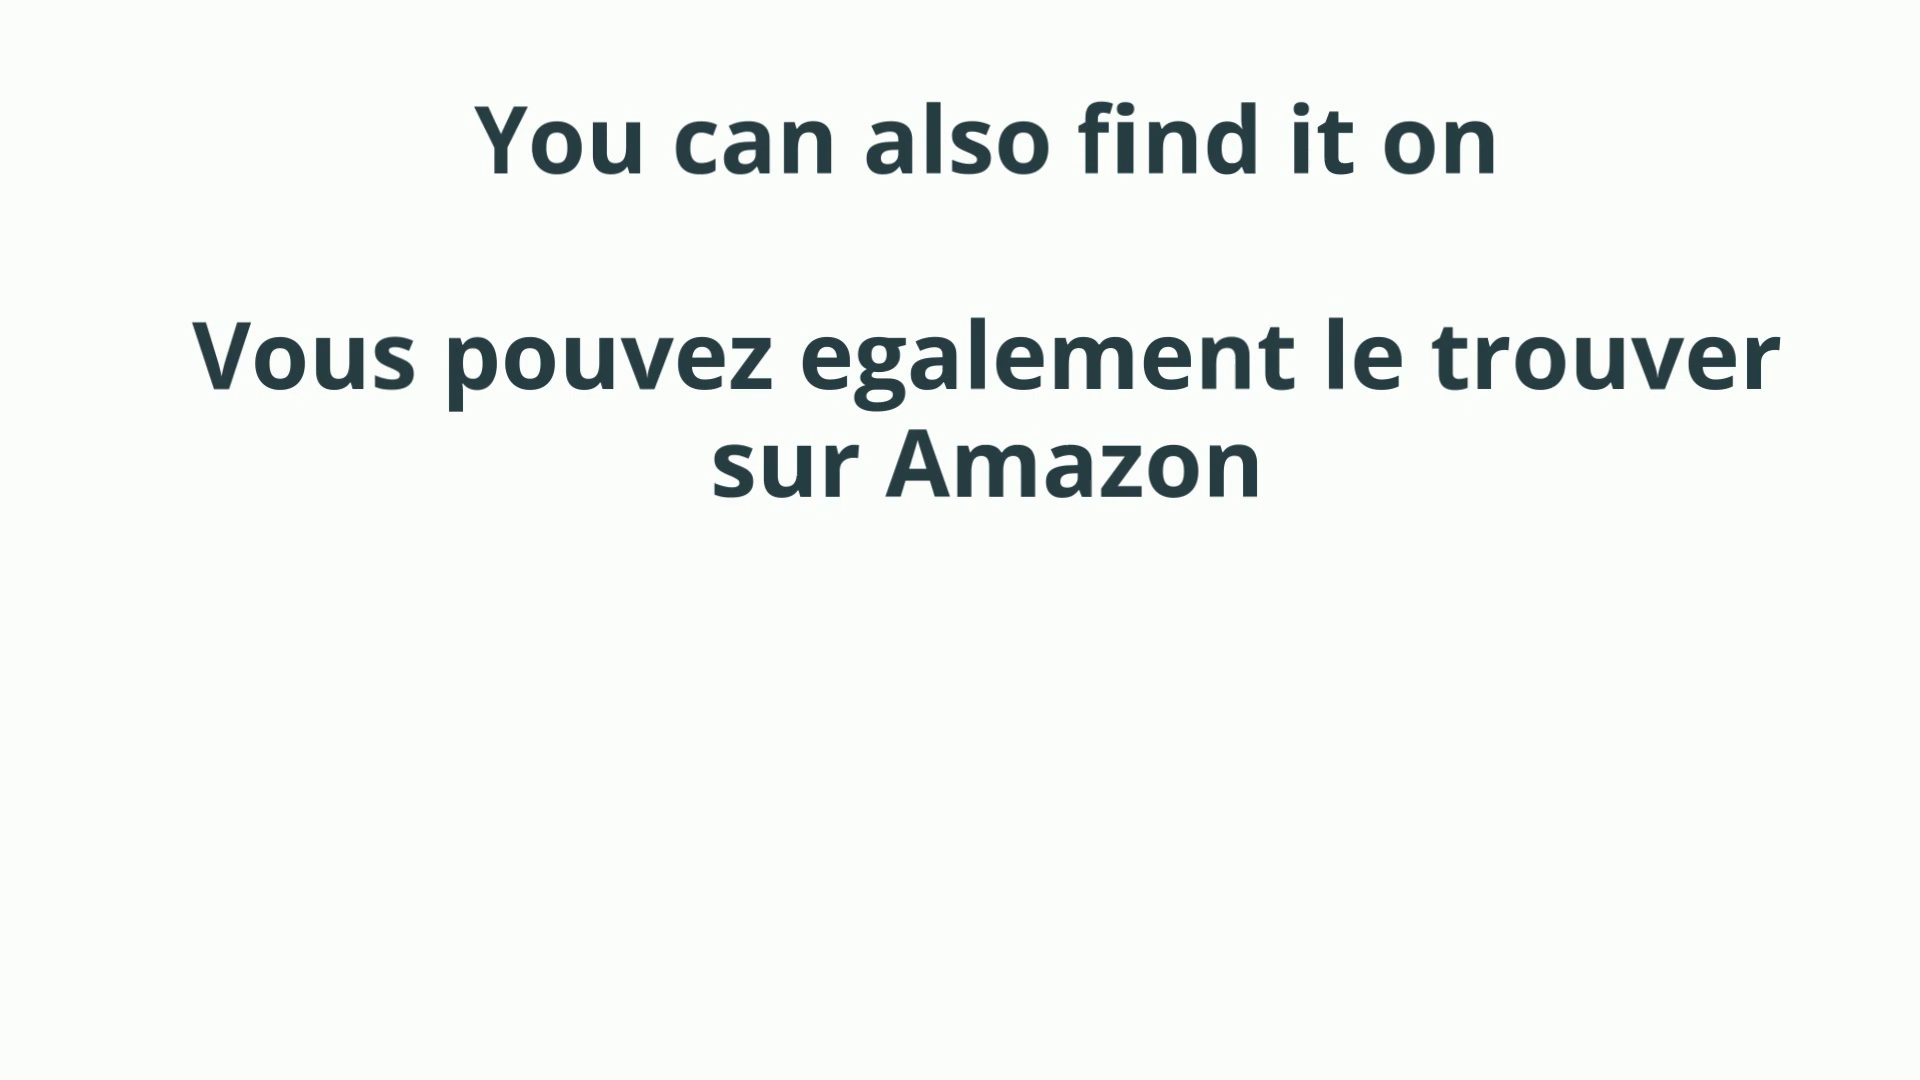 You can also find it on
Vous pouvez egalement le trouver
sur Amazon